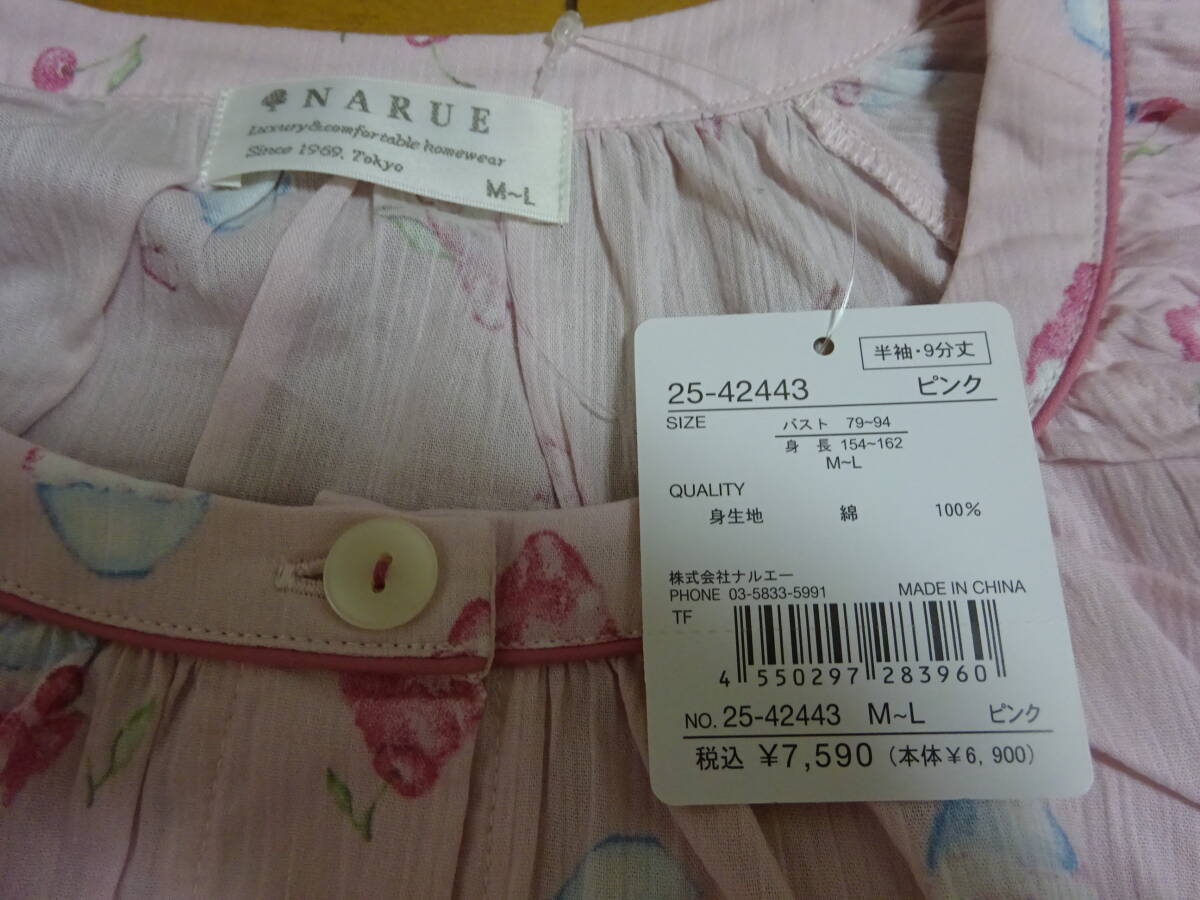 NARUE
Luxury&comfortable homewear
Since 1969. Tokyo
M~L
半袖・9分丈
25-42443 ピンク
SIZE バスト 79~94
身長 154~162
M~L
QUALITY
身生地 綿 100%
株式会社ナルエー
PHONE 03-5833-5991 MADE IN CHINA
TF
4 550297 283960
NO. 25-42443 M~L ピンク
税込 ¥7,590 (本体¥6,900)